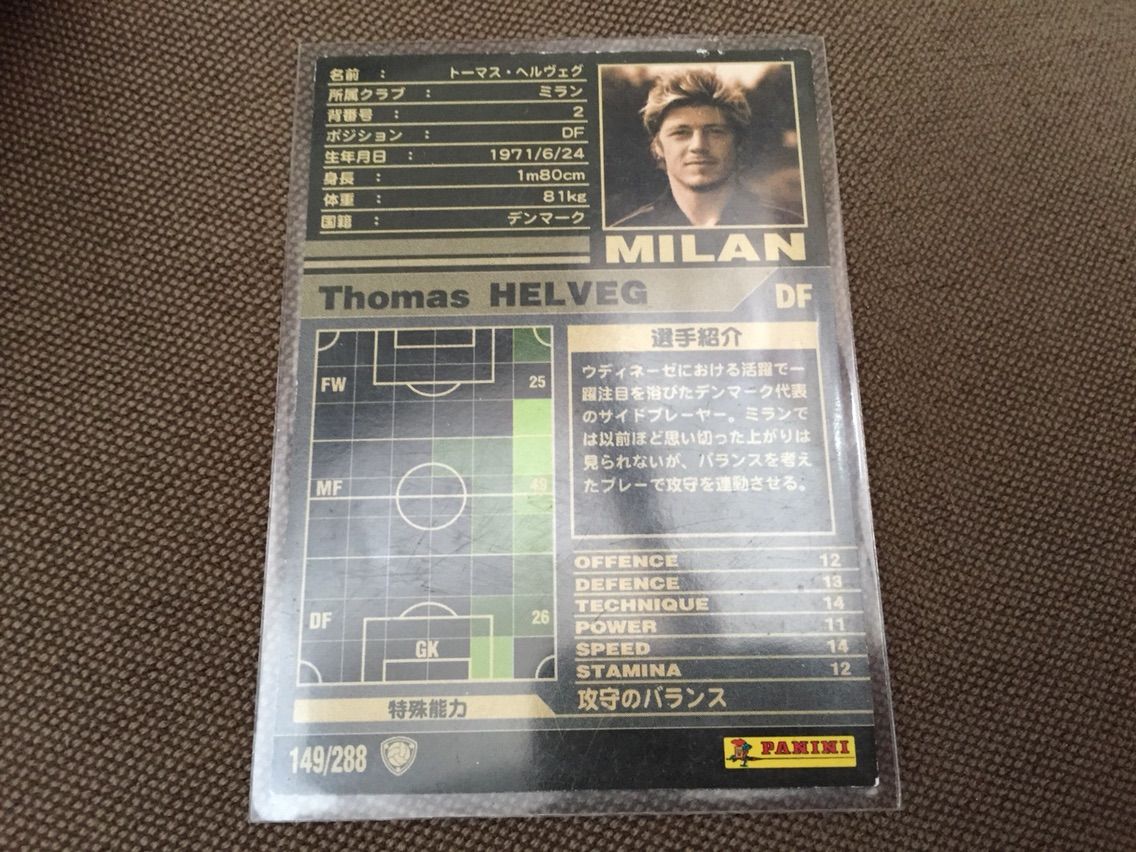 名前 : トーマス・ヘルヴェグ
所属クラブ : ミラン
背番号 : 2
ポジション : DF
生年月日 : 1971/6/24
身長 : 1m80cm
体重 : 81kg
国籍 : デンマーク
MILAN
Thomas HELVEG DF
FW 25
MF 49
DF 26
GK
選手紹介
ウディネーゼにおける活躍で一
躍注目を浴びたデンマーク代表
のサイドプレーヤー。ミランで
は以前ほど思い切った上がりは
見られないが、バランスを考え
たプレーで攻守を連動させる。
OFFENCE 12
DEFENCE 13
TECHNIQUE 14
POWER 11
SPEED 14
STAMINA 12
特殊能力 攻守のバランス
149/288
PANINI